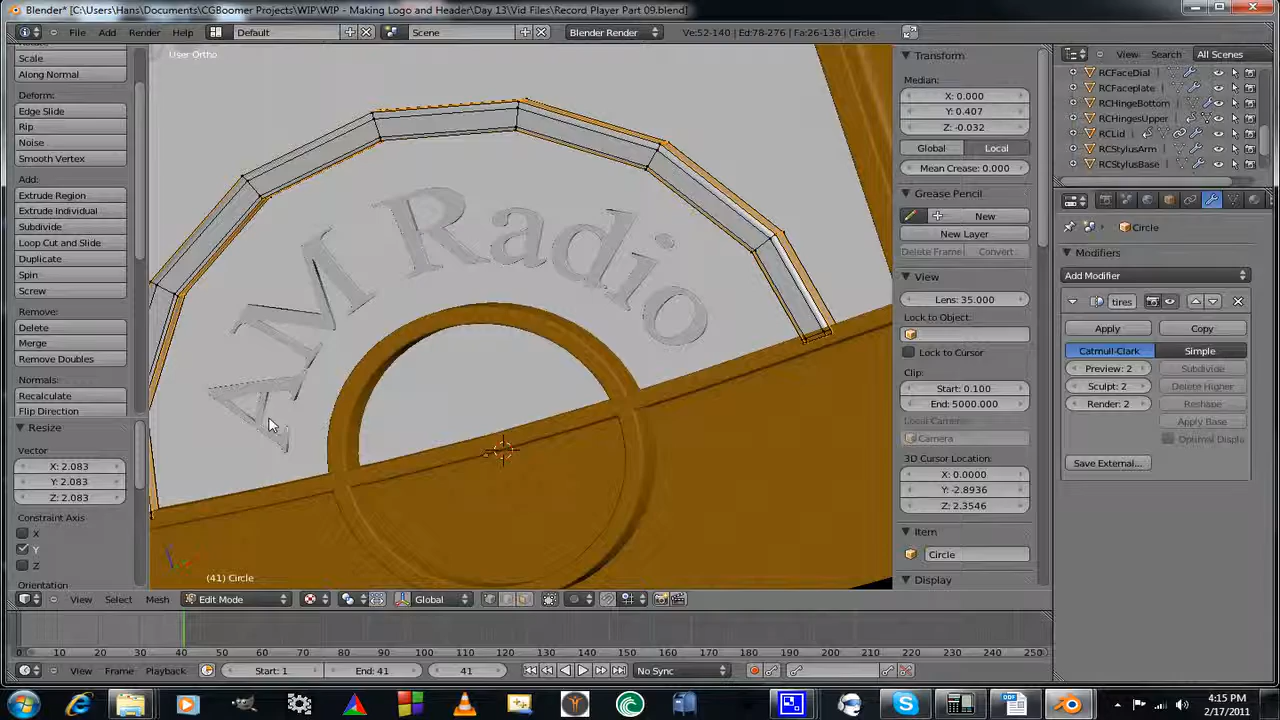 Blender* [C:\Users\Hans\Documents\CGBoomer Projects\WIP\WIP - Making Logo and Header\Day 13\Vid Files\Record Player Part 09.blend]
File Add Render Help Default Scene Blender Render Ve:52-140 | Ed:78-276 | Fa:26-138 | Circle
View Search All Scenes
User Ortho
Scale
Along Normal
Deform:
Edge Slide
Rip
Noise
Smooth Vertex
Add:
Extrude Region
Extrude Individual
Subdivide
Loop Cut and Slide
Duplicate
Spin
Screw
Remove:
Delete
Merge
Remove Doubles
Normals:
Recalculate
Flip Direction
Resize
Vector
X: 2.083
Y: 2.083
Z: 2.083
Constraint Axis
X
Y
Z
Orientation
AM Radio
(41) Circle
Transform
Median:
X: 0.000
Y: 0.407
Z: -0.032
Global Local
Mean Crease: 0.000
Grease Pencil
New
New Layer
Delete Frame Convert
View
Lens: 35.000
Lock to Object:
Lock to Cursor
Clip:
Start: 0.100
End: 5000.000
Local Camera:
Camera
3D Cursor Location:
X: 0.0000
Y: -2.8936
Z: 2.3546
Item
Circle
Display
RCFaceDial
RCFaceplate
RCHingeBottom
RCHingesUpper
RCLid
RCStylusArm
RCStylusBase
Circle
Modifiers
Add Modifier
tires
Apply Copy
Catmull-Clark Simple
Preview: 2 Subdivide
Sculpt: 2 Delete Higher
Render: 2 Reshape
Apply Base
Optimal Displa
Save External...
View Select Mesh Edit Mode Global
0 10 20 30 40 50 60 70 80 90 100 110 120 130 140 150 160 170 180 190 200 210 220 230 240 250
View Frame Playback Start: 1 End: 41 41 No Sync
4:15 PM
2/17/2011